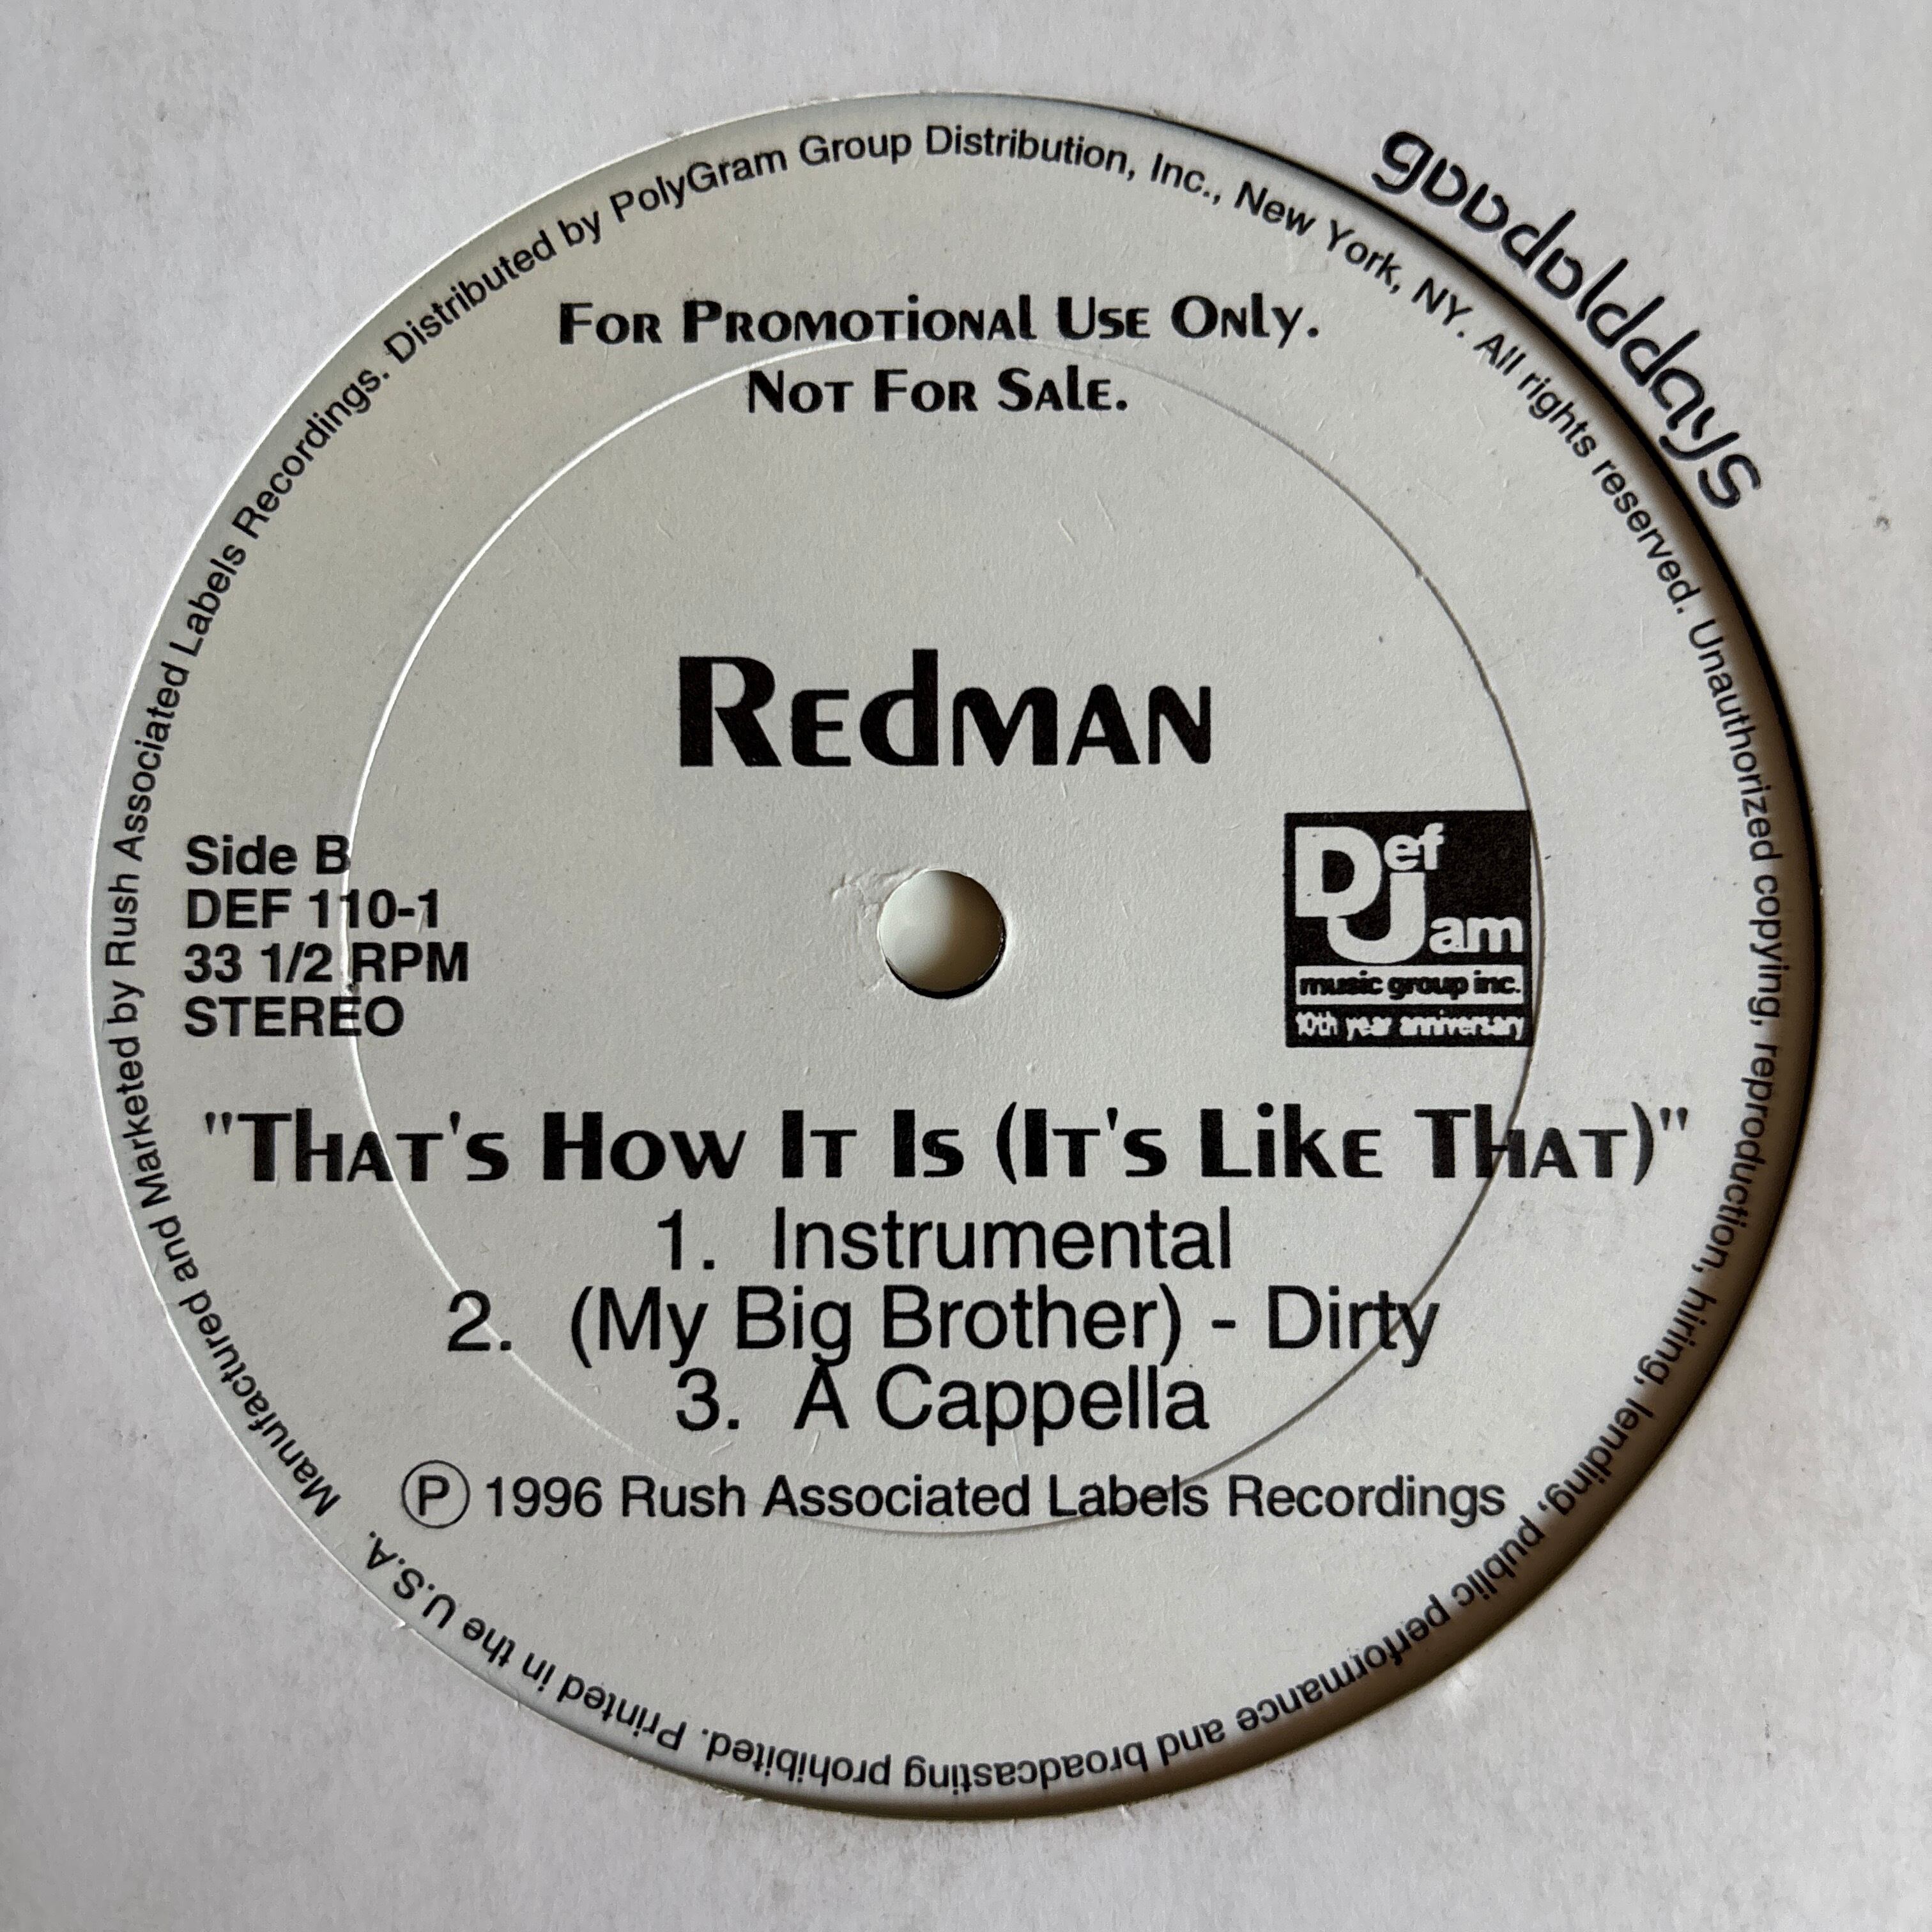 gooddolddays
For Promotional Use Only.
Not For Sale.
Redman
Side B
DEF 110-1
33 1/2 RPM
STEREO
Def
Jam
music group inc.
10th year anniversary
"That's How It Is (It's Like That)"
1. Instrumental
2. (My Big Brother) - Dirty
3. A Cappella
Ⓟ 1996 Rush Associated Labels Recordings
Manufactured and Marketed by Rush Associated Labels Recordings. Distributed by PolyGram Group Distribution, Inc., New York, NY. All rights reserved. Unauthorized copying, reproduction, hiring, lending, public performance and broadcasting prohibited. Printed in the U.S.A.